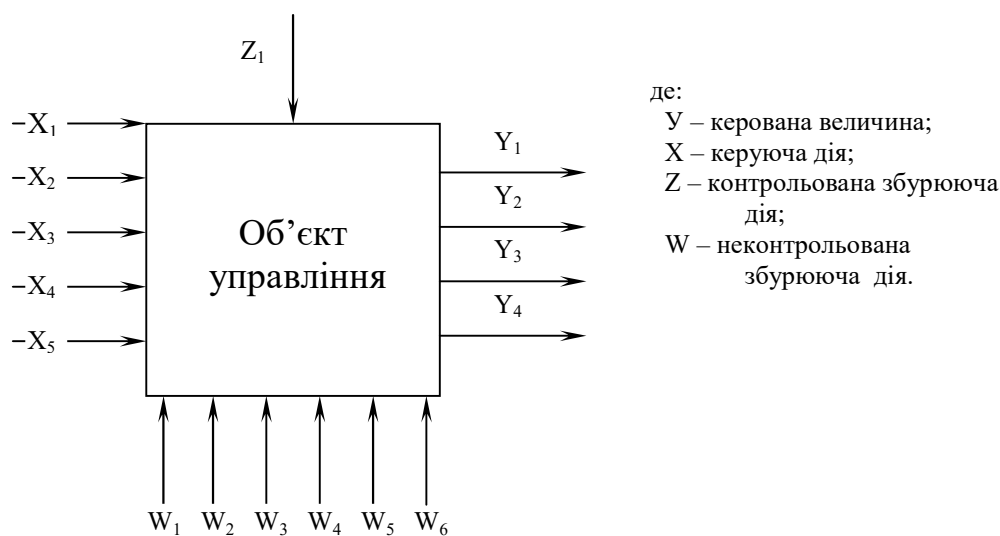 Z₁
X₁
X₂
X₃
X₄
X₅
Об’єкт
управління
Y₁
Y₂
Y₃
Y₄
W₁ W₂ W₃ W₄ W₅ W₆
де:
У – керована величина;
X – керуюча дія;
Z – контрольована збурююча
дія;
W – неконтрольована
збурююча дія.